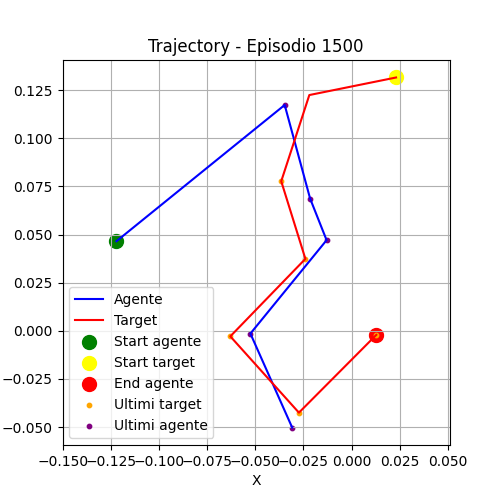 Trajectory - Episodio 1500
0.125
0.100
0.075
0.050
0.025
0.000
−0.025
−0.050
Agente
Target
Start agente
Start target
End agente
Ultimi target
Ultimi agente
−0.150 −0.125 −0.100 −0.075 −0.050 −0.025 0.000 0.025 0.050
X